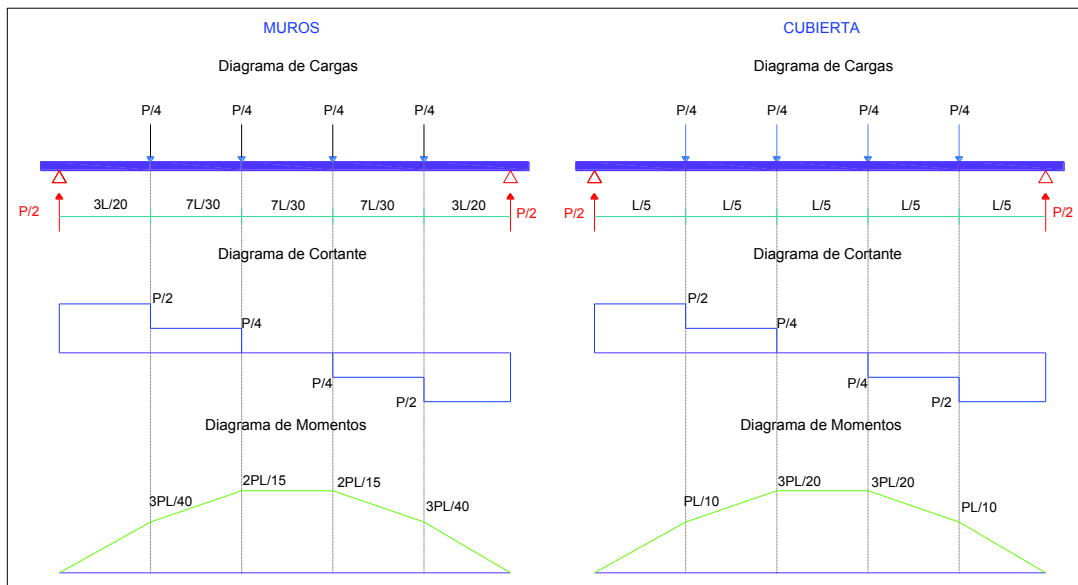 MUROS
Diagrama de Cargas
P/4 P/4 P/4 P/4
P/2 3L/20 7L/30 7L/30 7L/30 3L/20 P/2
Diagrama de Cortante
P/2
P/4
P/4
P/2
Diagrama de Momentos
3PL/40 2PL/15 2PL/15 3PL/40
CUBIERTA
Diagrama de Cargas
P/4 P/4 P/4 P/4
P/2 L/5 L/5 L/5 L/5 L/5 P/2
Diagrama de Cortante
P/2
P/4
P/4
P/2
Diagrama de Momentos
PL/10 3PL/20 3PL/20 PL/10